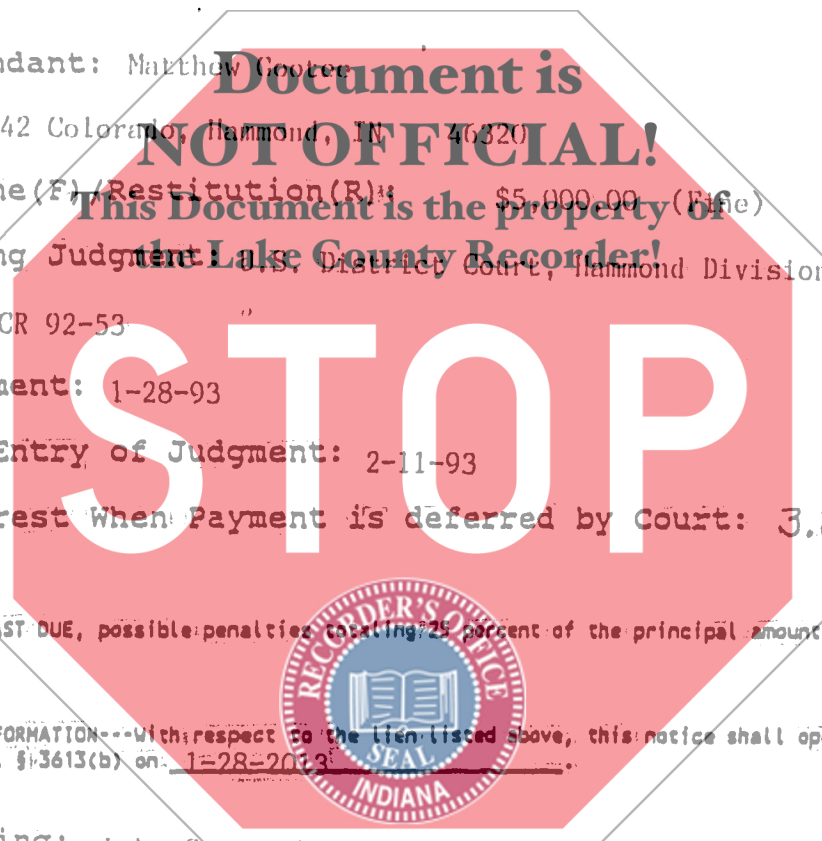 ndant: Matthew Gootee
Document is
42 Colorado, Hammond, IN 46320
NOT OFFICIAL!
ne(F)/Restitution(R): $5,000.00 (Fine)
This Document is the property of
the Lake County Recorder!
ng Judgment: U.S. District Court, Hammond Division
CR 92-53 "
STOP
ment: 1-28-93
Entry of Judgment: 2-11-93
rest When Payment is deferred by Court: 3.
AST DUE, possible penalties totaling 25 percent of the principal amount
RECORDER'S OFFICE
FORMATION---With respect to the lien listed above, this notice shall op
§ 3613(b) on 1-28-2013.
SEAL
INDIANA